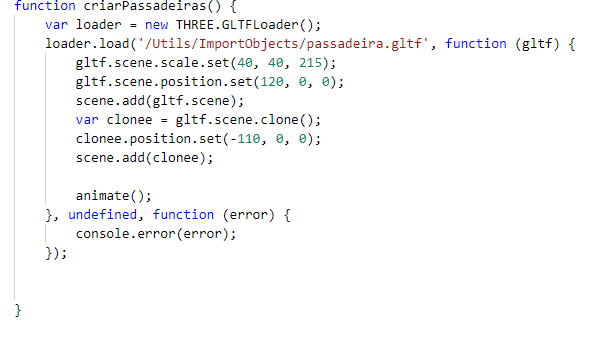 function criarPassadeiras() {
    var loader = new THREE.GLTFLoader();
    loader.load('/Utils/ImportObjects/passadeira.gltf', function (gltf) {
        gltf.scene.scale.set(40, 40, 215);
        gltf.scene.position.set(120, 0, 0);
        scene.add(gltf.scene);
        var clonee = gltf.scene.clone();
        clonee.position.set(-110, 0, 0);
        scene.add(clonee);
        animate();
    }, undefined, function (error) {
        console.error(error);
    });
}